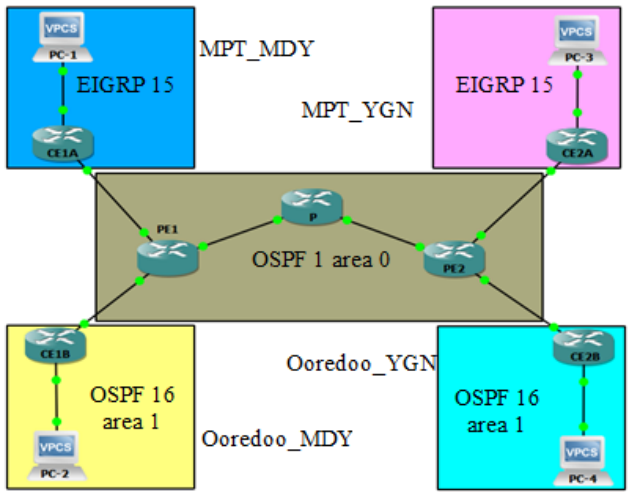 VPCS
PC-1
MPT_MDY
EIGRP 15
CE1A
VPCS
PC-3
EIGRP 15
MPT_YGN
CE2A
P
PE1
OSPF 1 area 0
PE2
CE1B
Ooredoo_YGN
CE2B
OSPF 16
area 1
OSPF 16
area 1
VPCS
PC-2
Ooredoo_MDY
VPCS
PC-4